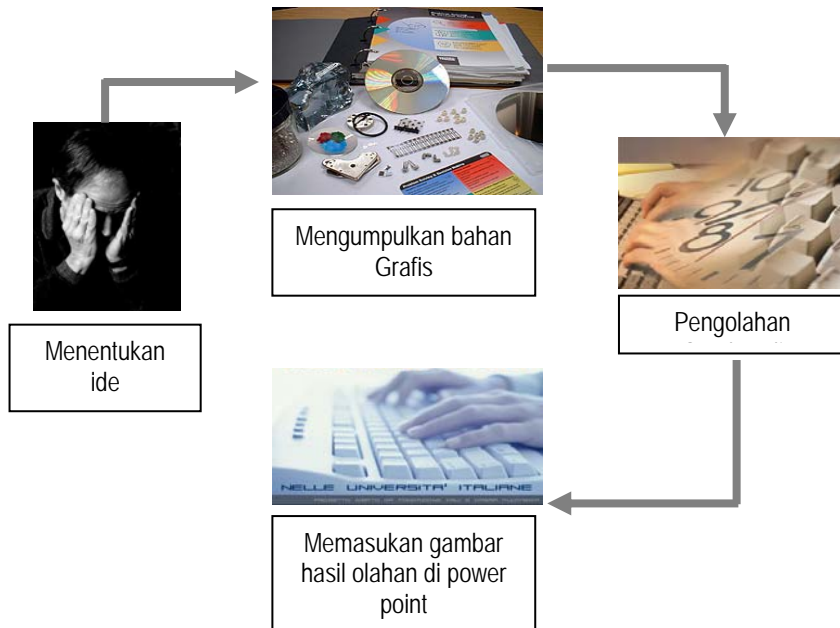 Mengumpulkan bahan
Grafis
Menentukan
ide
Pengolahan
NELLE UNIVERSITA' ITALIANE
Memasukan gambar
hasil olahan di power
point